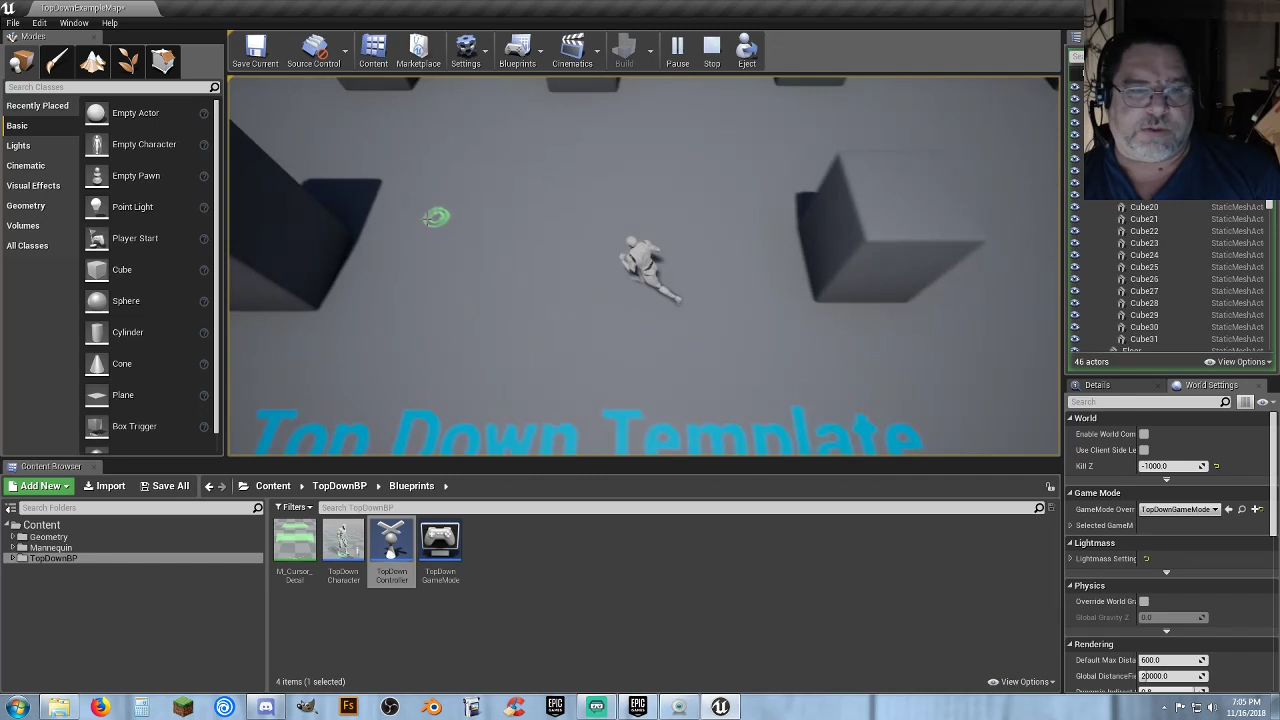 TopDownExampleMap*
File Edit Window Help
Modes
Save Current Source Control Content Marketplace Settings Blueprints Cinematics Build Pause Stop Eject
Search Classes
Recently Placed
Basic
Lights
Cinematic
Visual Effects
Geometry
Volumes
All Classes
Empty Actor
Empty Character
Empty Pawn
Point Light
Player Start
Cube
Sphere
Cylinder
Cone
Plane
Box Trigger
Top Down Template
Cube20 StaticMeshAct
Cube21 StaticMeshAct
Cube22 StaticMeshAct
Cube23 StaticMeshAct
Cube24 StaticMeshAct
Cube25 StaticMeshAct
Cube26 StaticMeshAct
Cube27 StaticMeshAct
Cube28 StaticMeshAct
Cube29 StaticMeshAct
Cube30 StaticMeshAct
Cube31 StaticMeshAct
46 actors View Options
Details World Settings
Search
World
Enable World Com
Use Client Side Le
Kill Z -1000.0
Game Mode
GameMode Overr TopDownGameMode
Selected GameM
Lightmass
Lightmass Setting
Physics
Override World Gr
Global Gravity Z 0.0
Rendering
Default Max Dista 600.0
Global DistanceFie 20000.0
Content Browser
Add New Import Save All Content TopDownBP Blueprints
Search Folders
Filters Search TopDownBP
Content
Geometry
Mannequin
TopDownBP
M_Cursor_
Decal
TopDown
Character
TopDown
Controller
TopDown
GameMode
4 items (1 selected) View Options
7:05 PM
11/16/2018